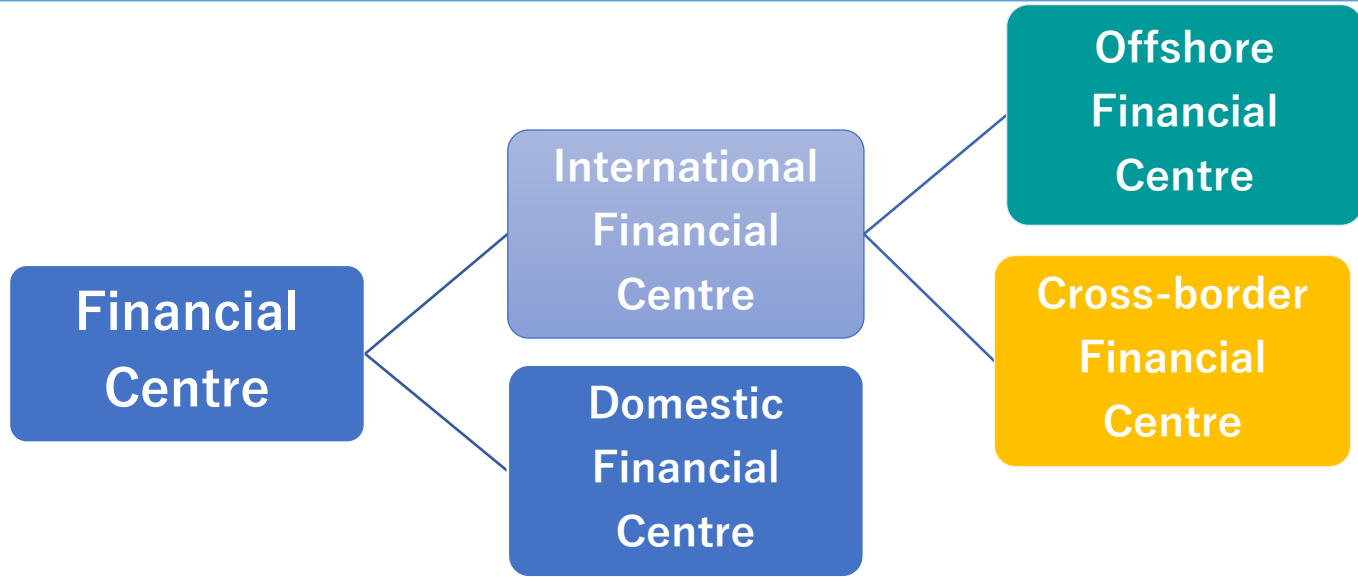 Financial
Centre
International
Financial
Centre
Domestic
Financial
Centre
Offshore
Financial
Centre
Cross-border
Financial
Centre